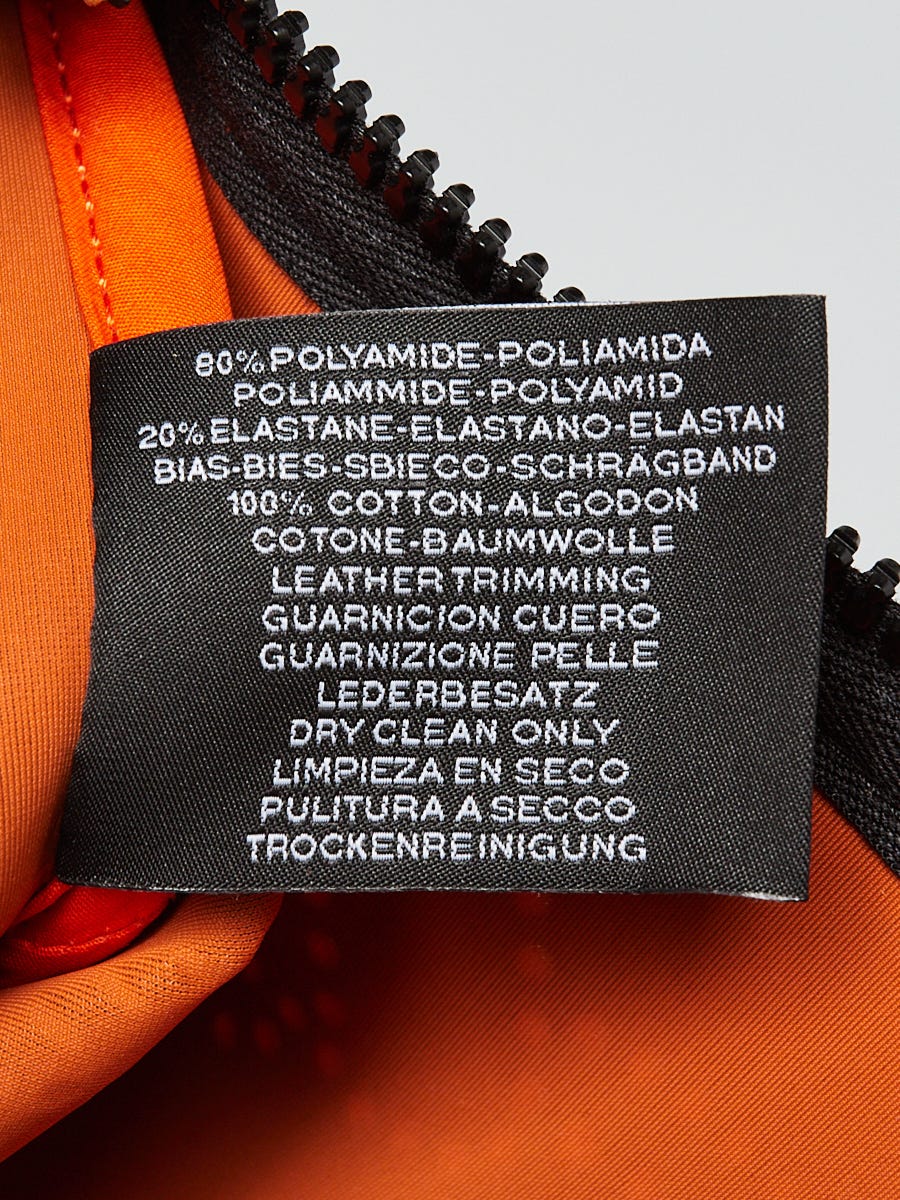 80% POLYAMIDE-POLIAMIDA
POLIAMMIDE-POLYAMID
20% ELASTANE-ELASTANO-ELASTAN
BIAS-BIES-SBIECO-SCHRÄGBAND
100% COTTON-ALGODON
COTONE-BAUMWOLLE
LEATHER TRIMMING
GUARNICION CUERO
GUARNIZIONE PELLE
LEDERBESATZ
DRY CLEAN ONLY
LIMPIEZA EN SECO
PULITURA A SECCO
TROCKENREINIGUNG